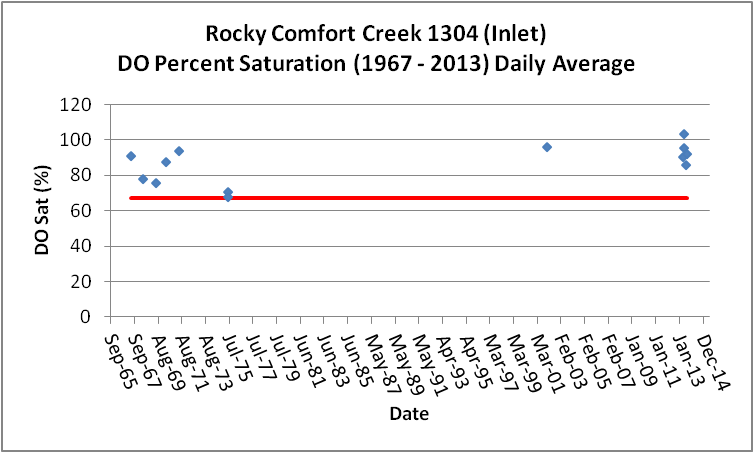 Rocky Comfort Creek 1304 (Inlet)
DO Percent Saturation (1967 - 2013) Daily Average
DO Sat (%)
120
100
80
60
40
20
0
Sep-65
Sep-67
Aug-69
Aug-71
Aug-73
Jul-75
Jul-77
Jul-79
Jun-81
Jun-83
Jun-85
May-87
May-89
May-91
Apr-93
Apr-95
Mar-97
Mar-99
Mar-01
Feb-03
Feb-05
Feb-07
Jan-09
Jan-11
Jan-13
Dec-14
Date